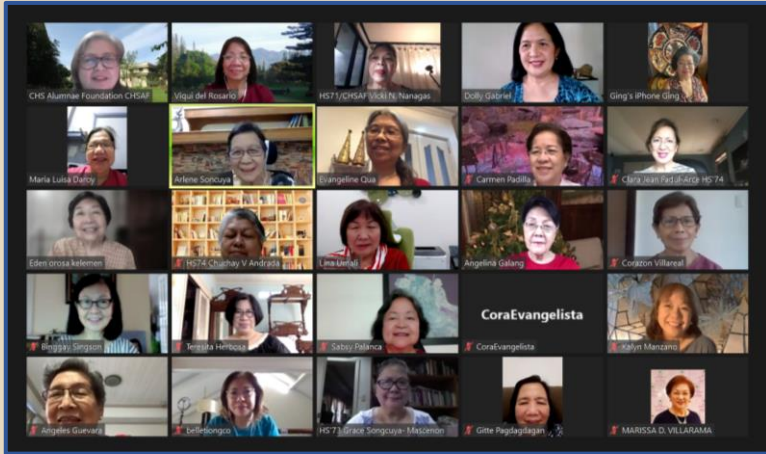 CHS Alumnae Foundation CHSAF
Viqui del Rosario
HS71/CHSAF Vicki N. Nanagas
Dolly Gabriel
Ging's iPhone Ging
Maria Luisa Daroy
Arlene Soncuya
Evangeline Qua
Carmen Padilla
Clara Jean Padul-Arce HS'74
Eden orosa kelemen
HS74 Chuchay V Andrada
Lina Umali
Angelina Galang
Corazon Villareal
Binggay Singson
Teresita Herbosa
Sabsy Palanca
CoraEvangelista
CoraEvangelista
Kalyn Manzano
Angeles Guevara
belletiongco
HS'73 Grace Songcuya- Mascenon
Gitte Pagdagdagan
MARISSA D. VILLARAMA